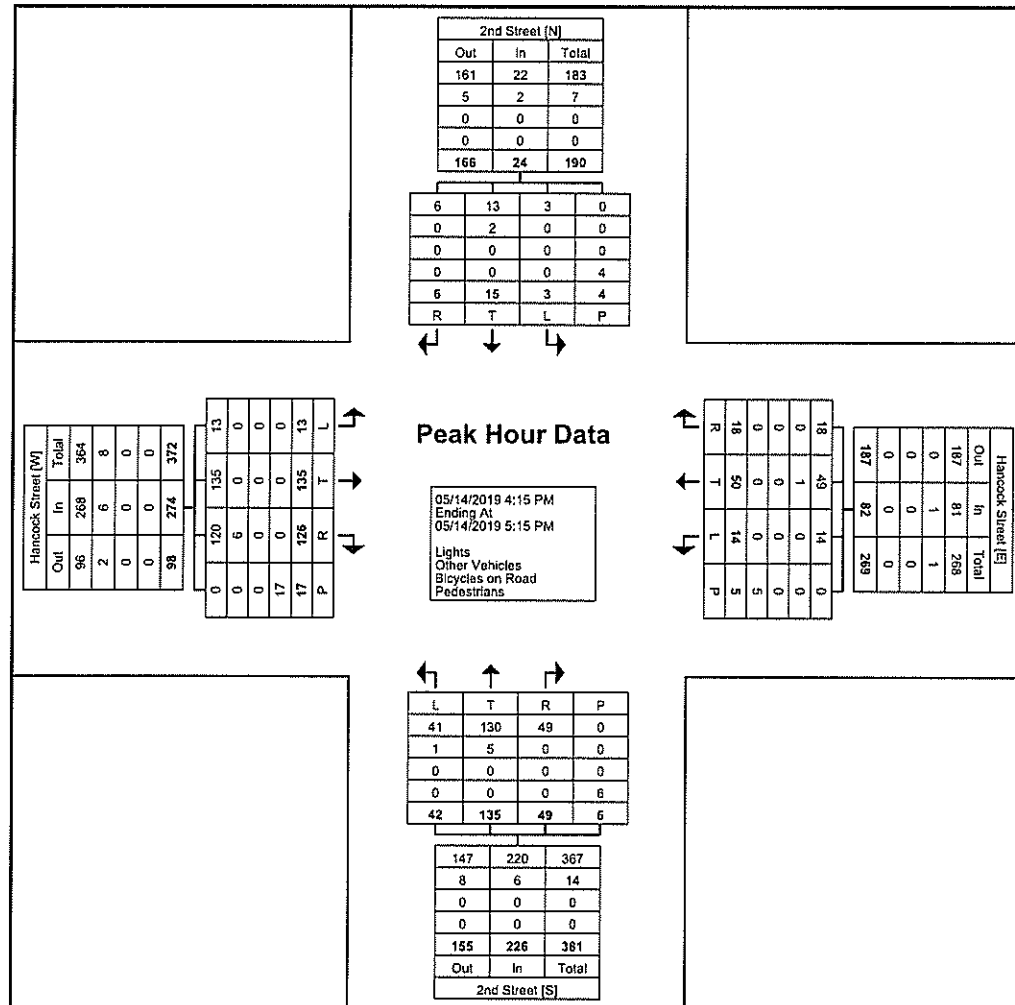 2nd Street [N]
Out In Total
161 22 183
5 2 7
0 0 0
0 0 0
166 24 190
6 13 3 0
0 2 0 0
0 0 0 0
0 0 0 4
6 15 3 4
R T L P
Hancock Street [W]
Out In Total
96 268 364
2 6 8
0 0 0
0 0 0
98 274 372
0 120 135 13
0 6 0 0
0 0 0 0
17 0 0 0
17 126 135 13
P R T L
Peak Hour Data
05/14/2019 4:15 PM
Ending At
05/14/2019 5:15 PM
Lights
Other Vehicles
Bicycles on Road
Pedestrians
Hancock Street [E]
Out In Total
187 81 268
0 1 1
0 0 0
0 0 0
187 82 269
18 49 14 0
0 1 0 0
0 0 0 0
0 0 0 5
18 50 14 5
R T L P
L T R P
41 130 49 0
1 5 0 0
0 0 0 0
0 0 0 6
42 135 49 6
147 220 367
8 6 14
0 0 0
0 0 0
155 226 381
Out In Total
2nd Street [S]